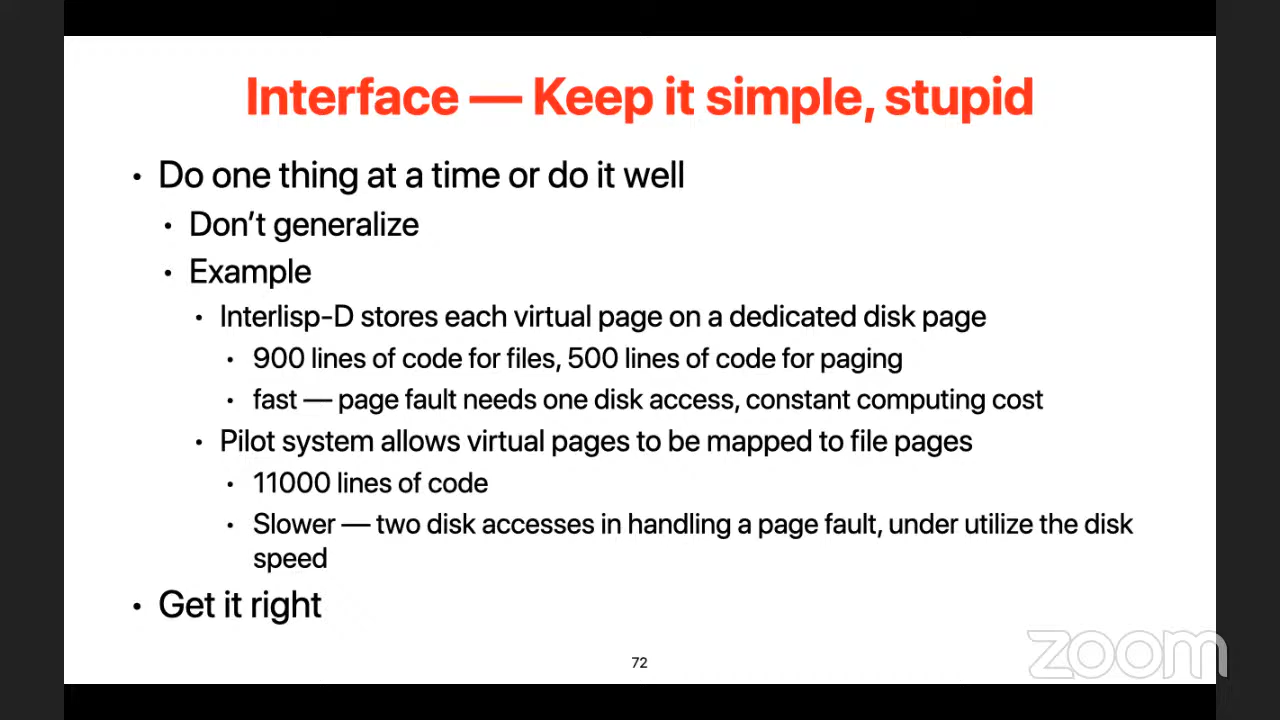 Interface — Keep it simple, stupid
• Do one thing at a time or do it well
• Don’t generalize
• Example
• Interlisp-D stores each virtual page on a dedicated disk page
• 900 lines of code for files, 500 lines of code for paging
• fast — page fault needs one disk access, constant computing cost
• Pilot system allows virtual pages to be mapped to file pages
• 11000 lines of code
• Slower — two disk accesses in handling a page fault, under utilize the disk
speed
• Get it right
72
zoom